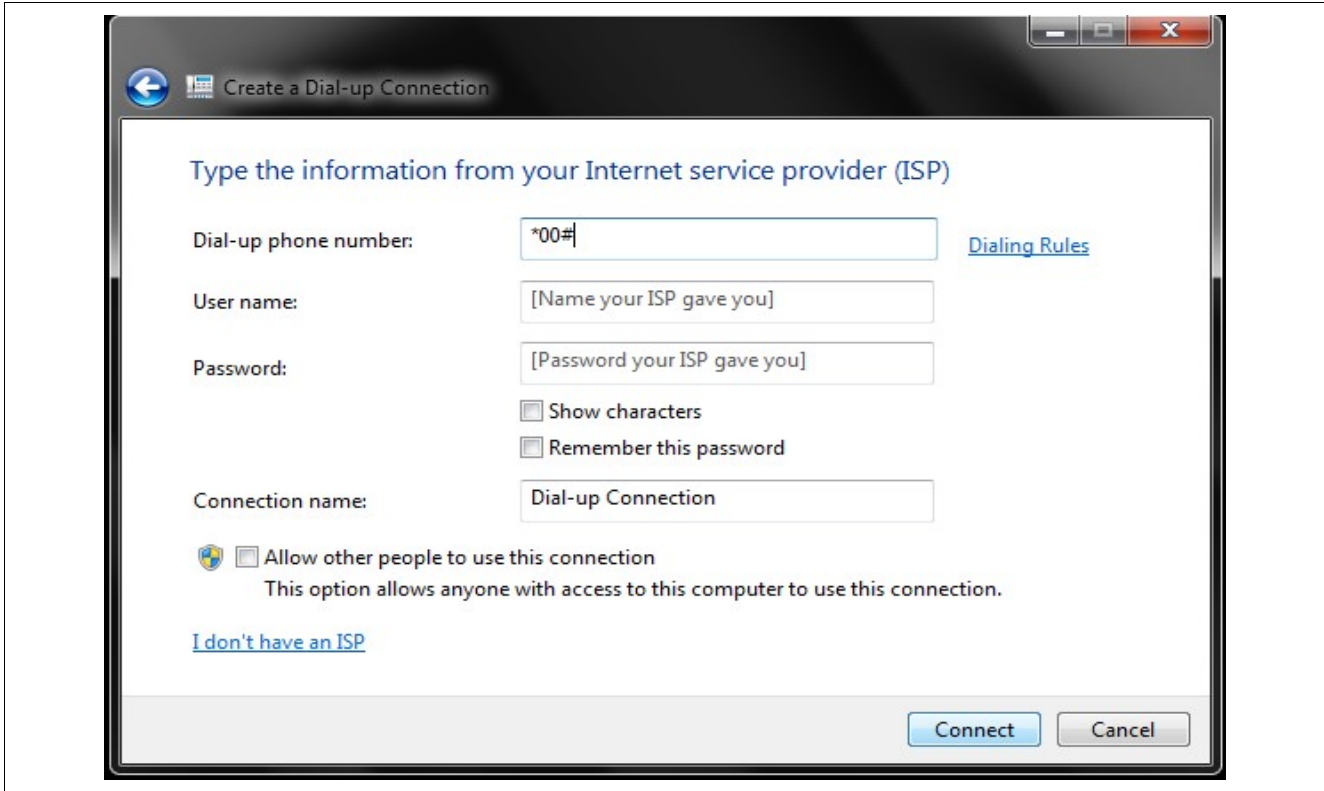 Create a Dial-up Connection
Type the information from your Internet service provider (ISP)
Dial-up phone number: *00# Dialing Rules
User name: [Name your ISP gave you]
Password: [Password your ISP gave you]
Show characters
Remember this password
Connection name: Dial-up Connection
Allow other people to use this connection
This option allows anyone with access to this computer to use this connection.
I don't have an ISP
Connect Cancel